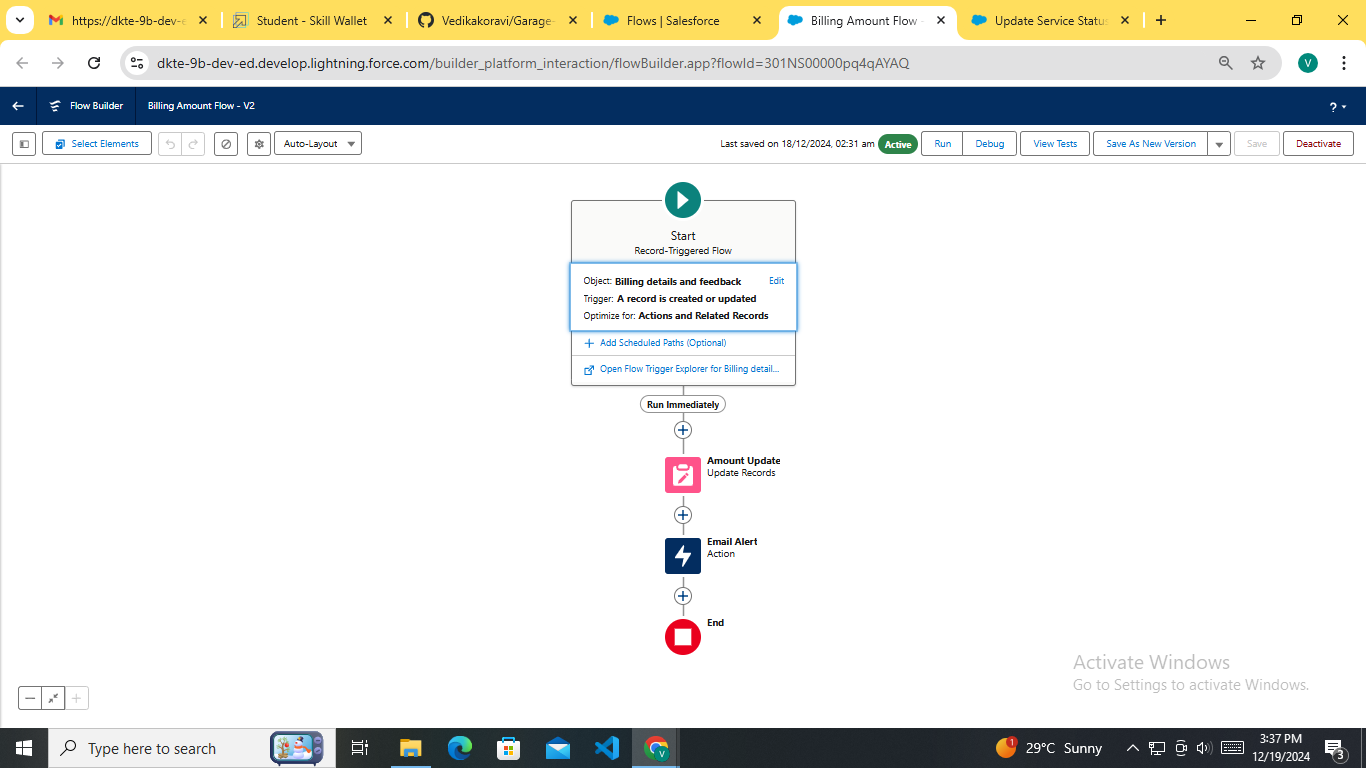 https://dkte-9b-dev-e
Student - Skill Wallet
Vedikakoravi/Garage-
Flows | Salesforce
Billing Amount Flow -
Update Service Status
dkte-9b-dev-ed.develop.lightning.force.com/builder_platform_interaction/flowBuilder.app?flowId=301NS00000pq4qAYAQ
V
Flow Builder
Billing Amount Flow - V2
?
Select Elements
Auto-Layout
Last saved on 18/12/2024, 02:31 am
Active
Run
Debug
View Tests
Save As New Version
Save
Deactivate
Start
Record-Triggered Flow
Object: Billing details and feedback
Edit
Trigger: A record is created or updated
Optimize for: Actions and Related Records
Add Scheduled Paths (Optional)
Open Flow Trigger Explorer for Billing detail...
Run Immediately
Amount Update
Update Records
Email Alert
Action
End
Activate Windows
Go to Settings to activate Windows.
Type here to search
V
1
29°C Sunny
3:37 PM
12/19/2024
3